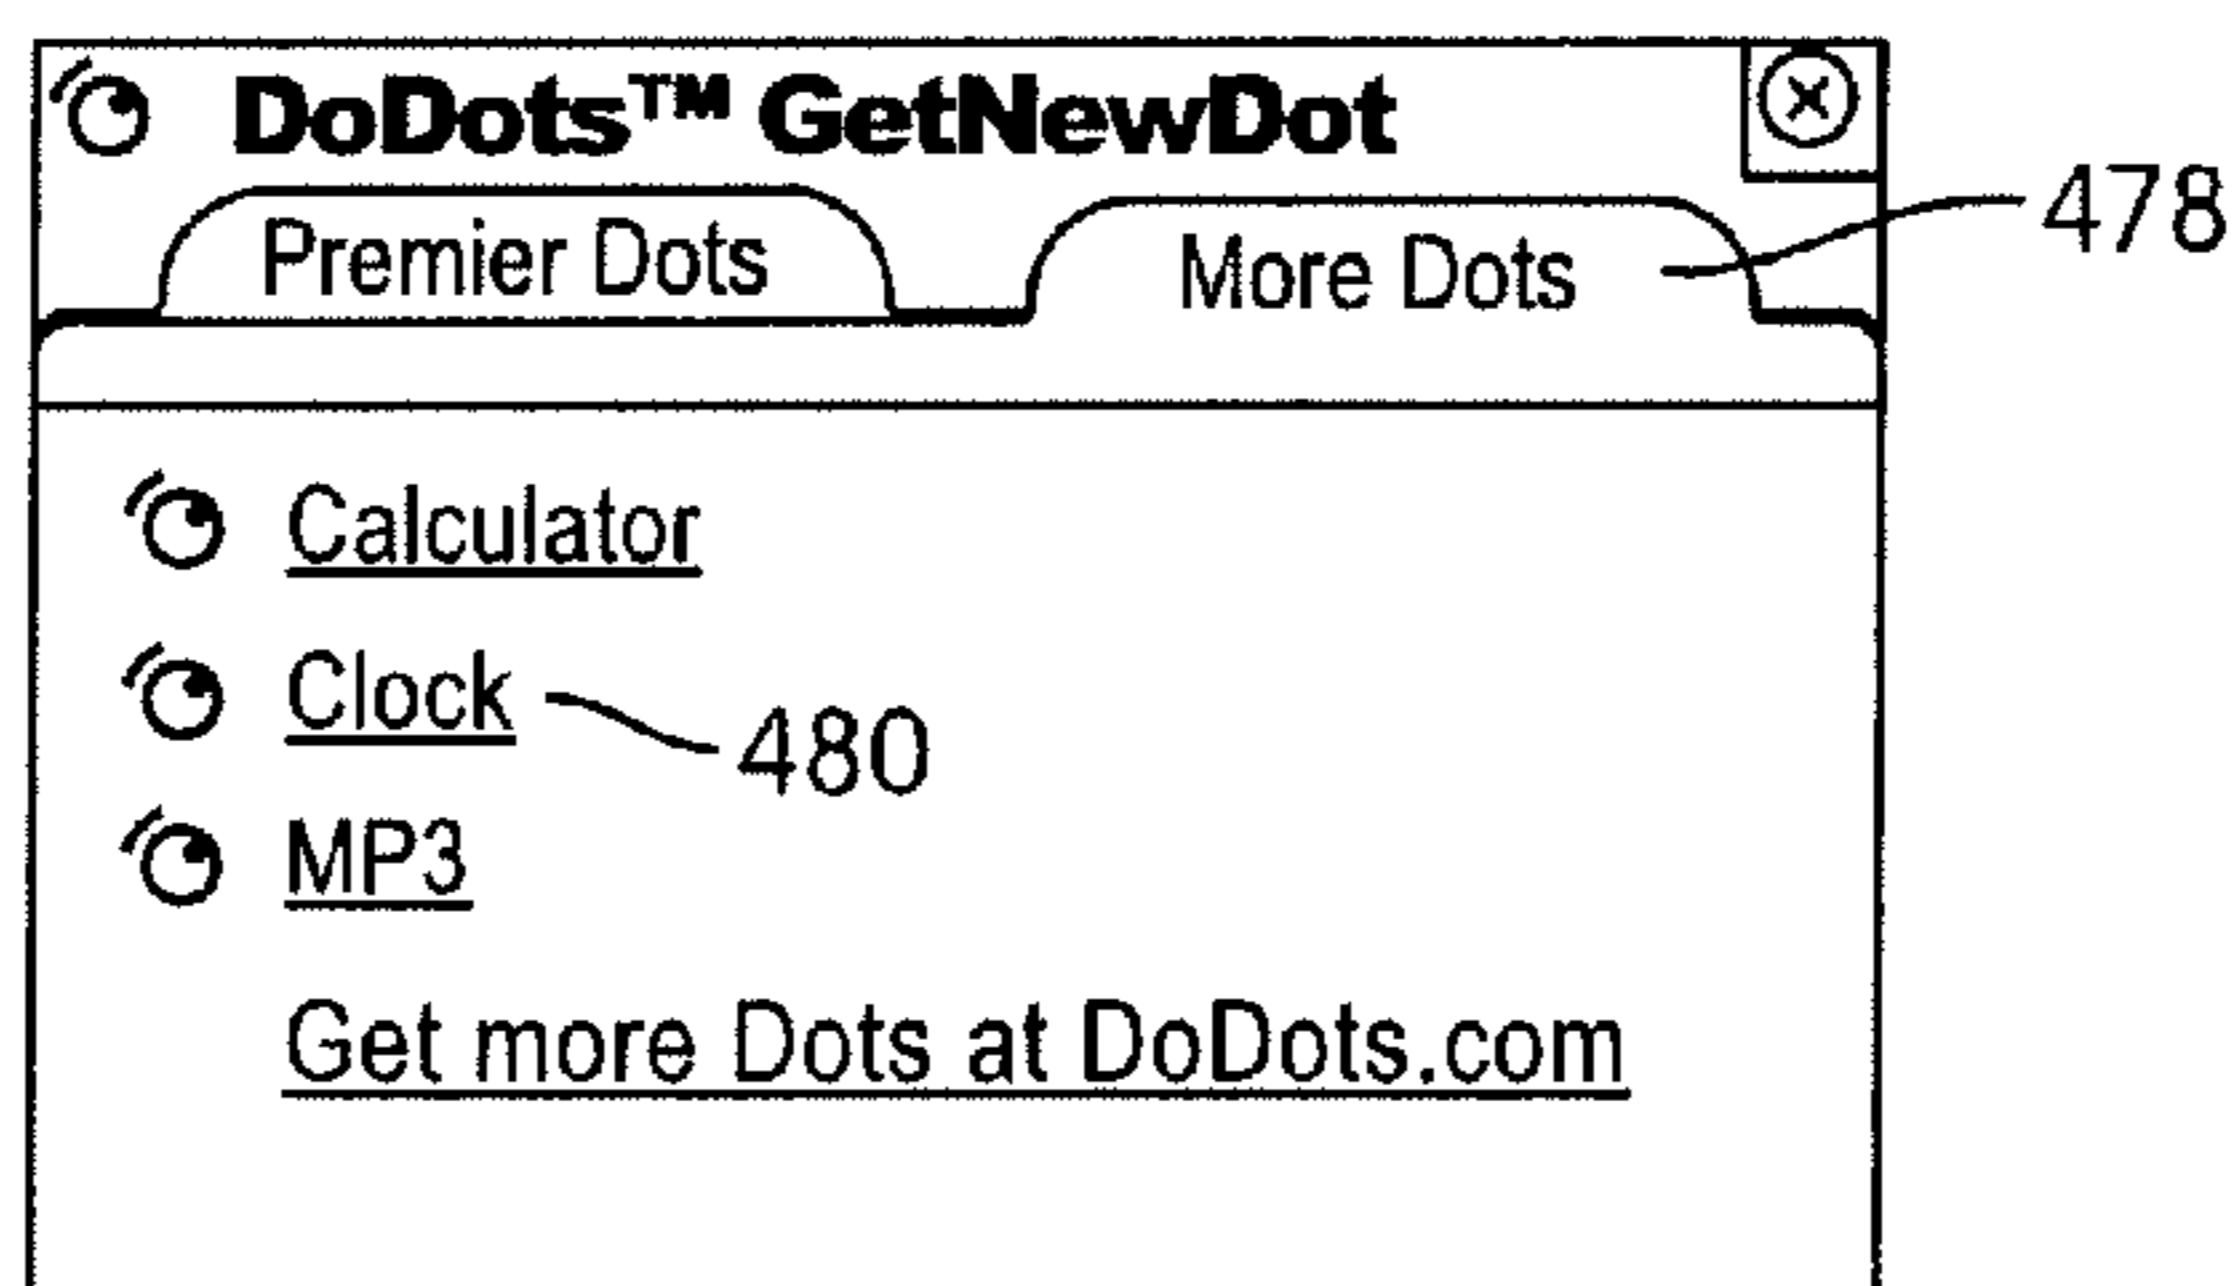 DoDots™ GetNewDot
Premier Dots More Dots 478
Calculator
Clock 480
MP3
Get more Dots at DoDots.com